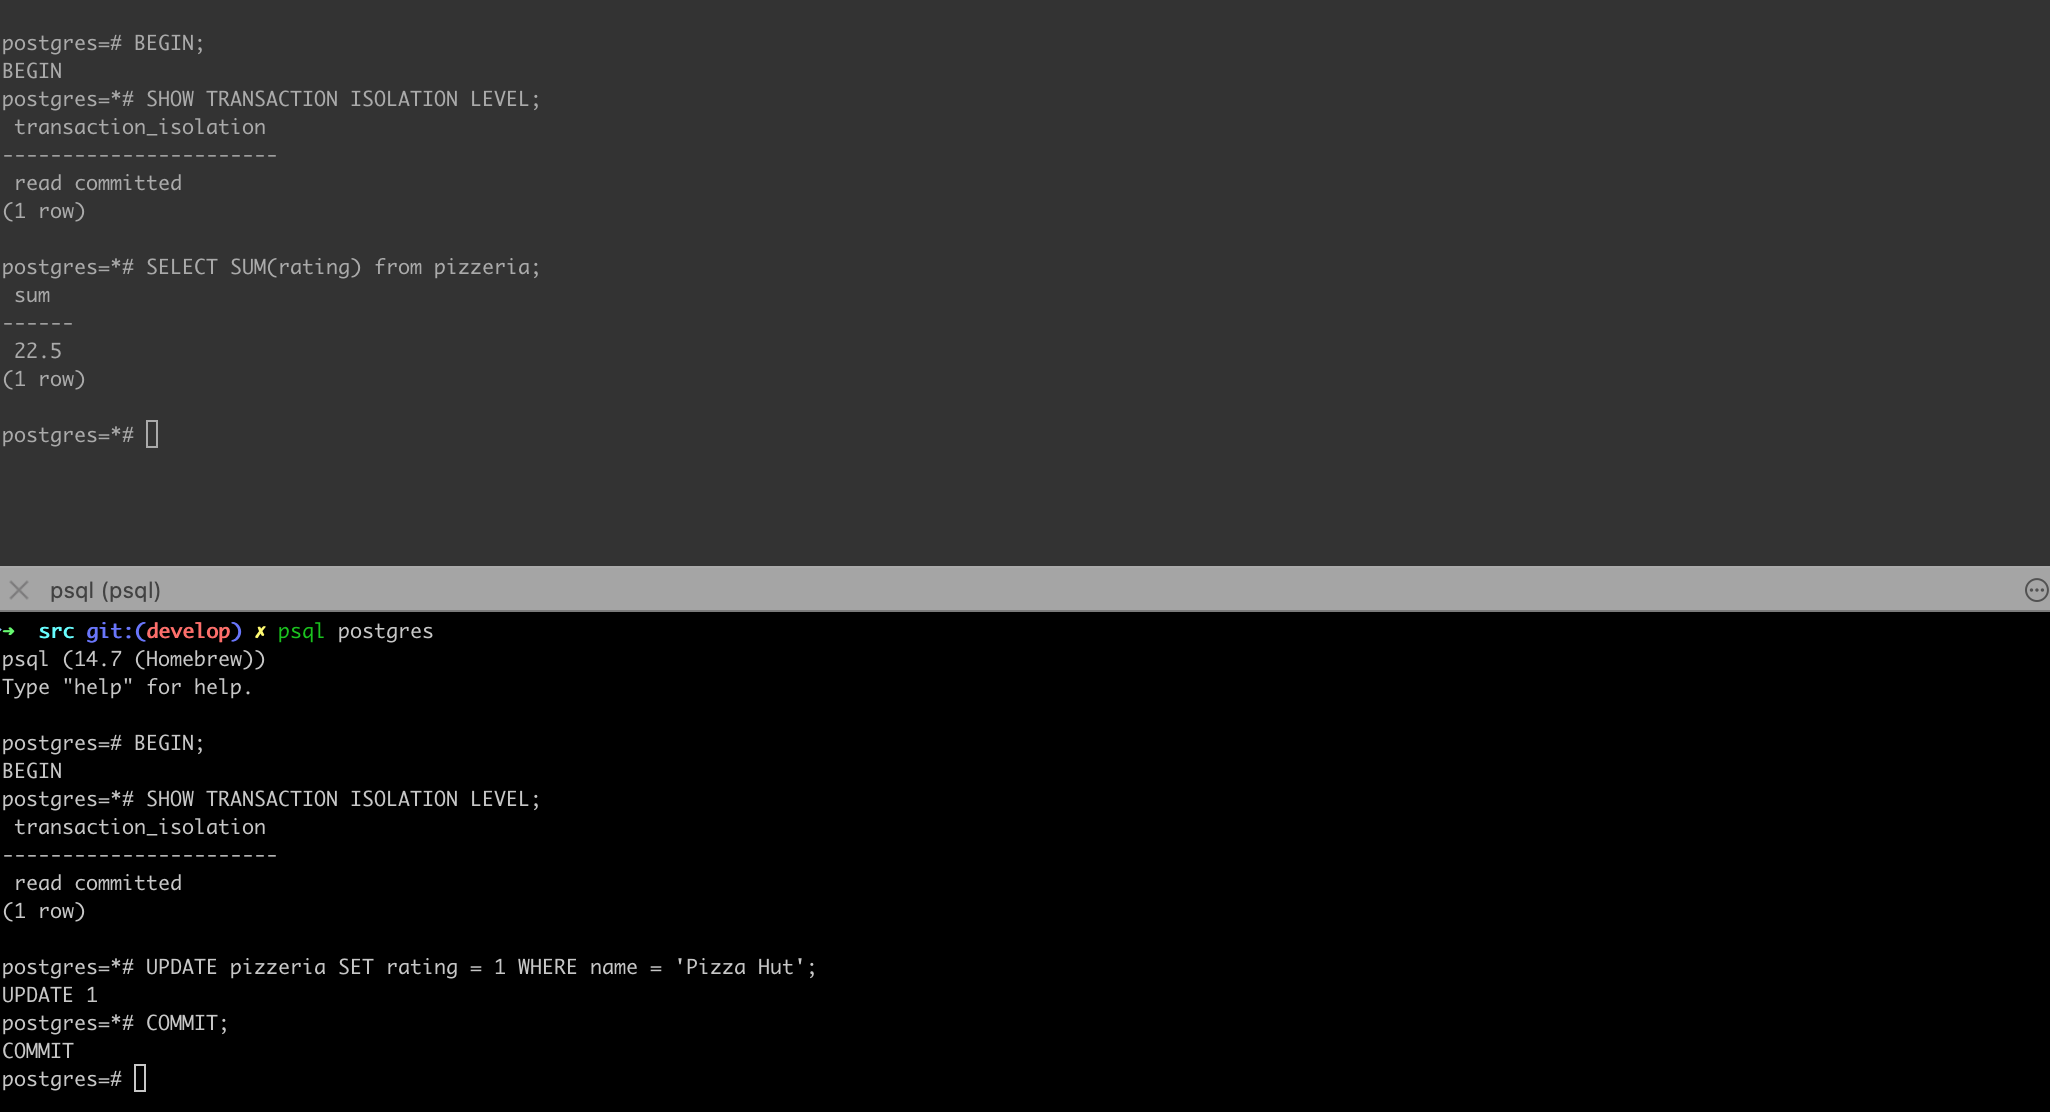 postgres=# BEGIN;
BEGIN
postgres=*# SHOW TRANSACTION ISOLATION LEVEL;
 transaction_isolation
-----------------------
 read committed
(1 row)

postgres=*# SELECT SUM(rating) from pizzeria;
 sum
------
 22.5
(1 row)

postgres=*#
psql (psql)
➜  src git:(develop) ✗ psql postgres
psql (14.7 (Homebrew))
Type "help" for help.

postgres=# BEGIN;
BEGIN
postgres=*# SHOW TRANSACTION ISOLATION LEVEL;
 transaction_isolation
-----------------------
 read committed
(1 row)

postgres=*# UPDATE pizzeria SET rating = 1 WHERE name = 'Pizza Hut';
UPDATE 1
postgres=*# COMMIT;
COMMIT
postgres=#